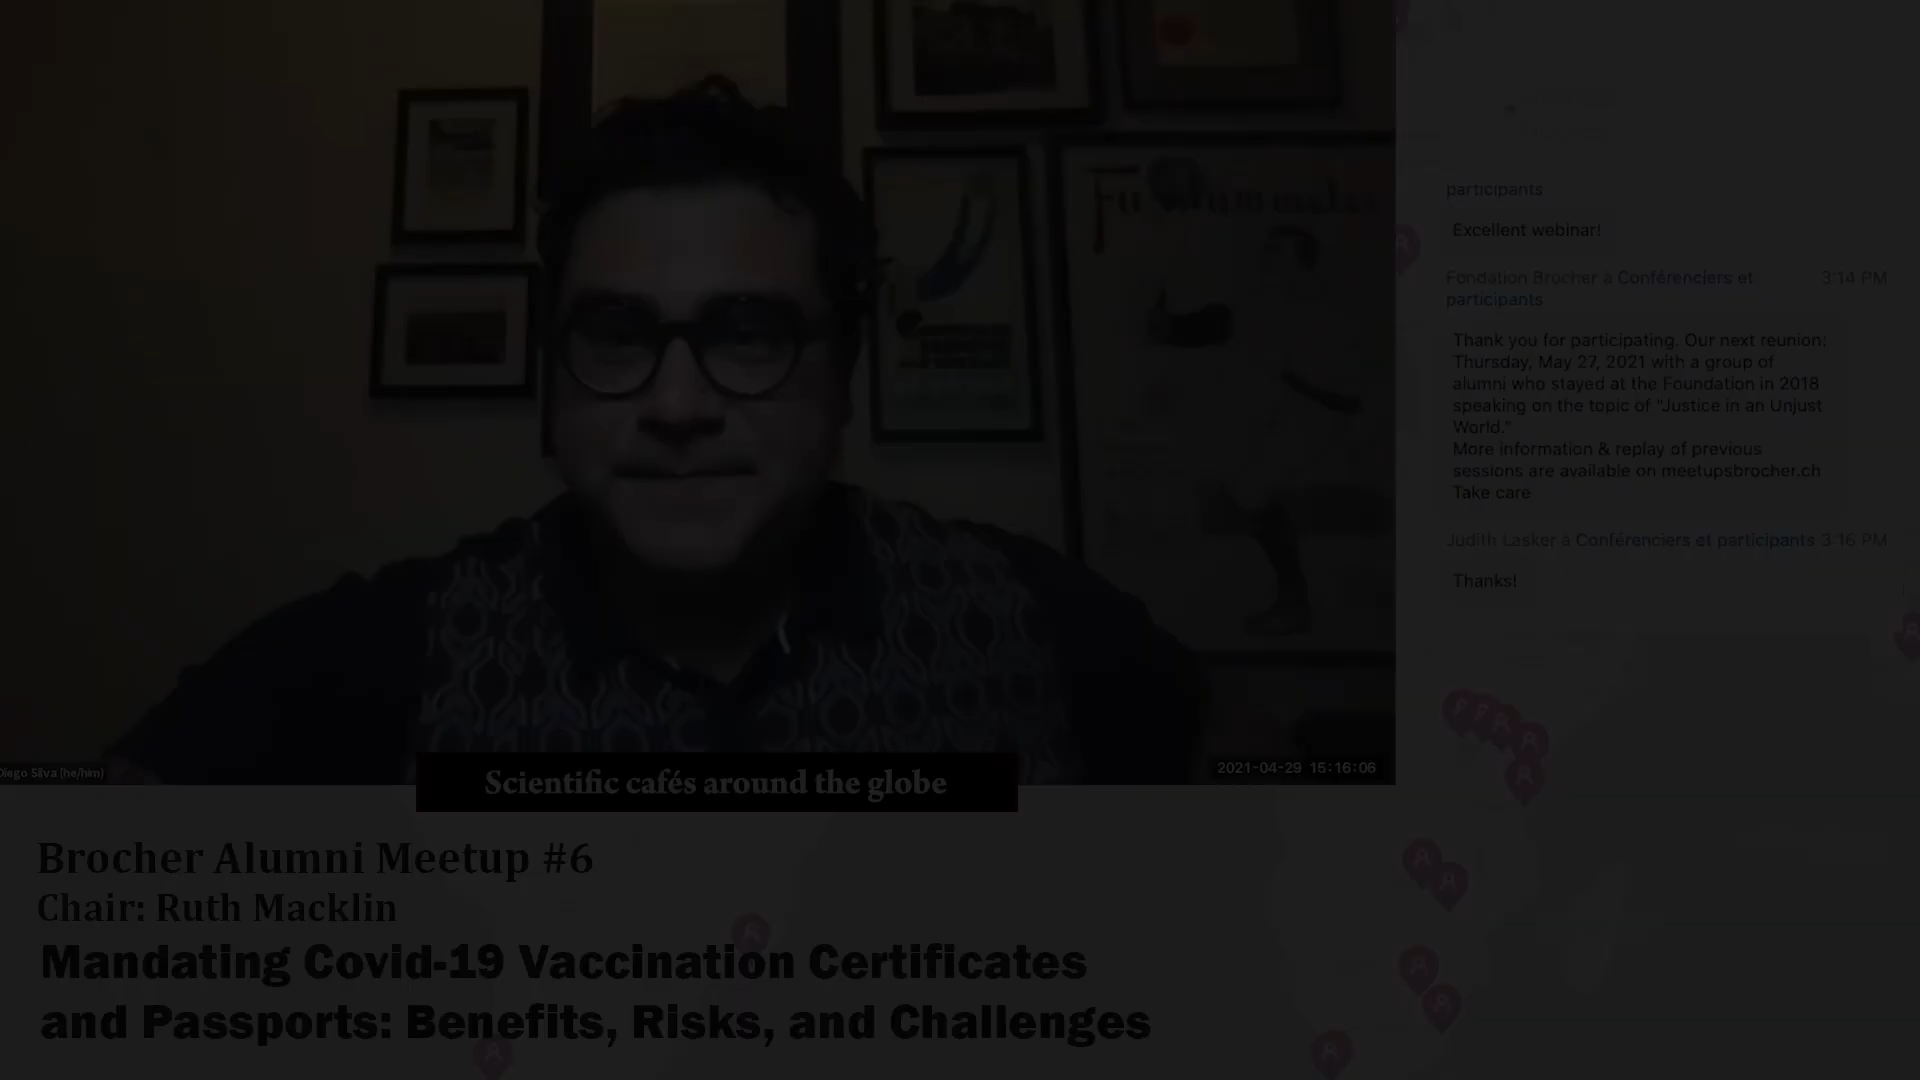 participants
Excellent webinar!
Fondation Brocher à Conférenciers et 3:14 PM
participants
Thank you for participating. Our next reunion:
Thursday, May 27, 2021 with a group of
alumni who stayed at the Foundation in 2018
speaking on the topic of "Justice in an Unjust
World."
More information & replay of previous
sessions are available on meetupsbrocher.ch
Take care
Judith Lasker à Conférenciers et participants 3:16 PM
Thanks!
Diego Silva (he/him)
2021-04-29 15:16:06
Scientific cafés around the globe
Brocher Alumni Meetup #6
Chair: Ruth Macklin
Mandating Covid-19 Vaccination Certificates
and Passports: Benefits, Risks, and Challenges